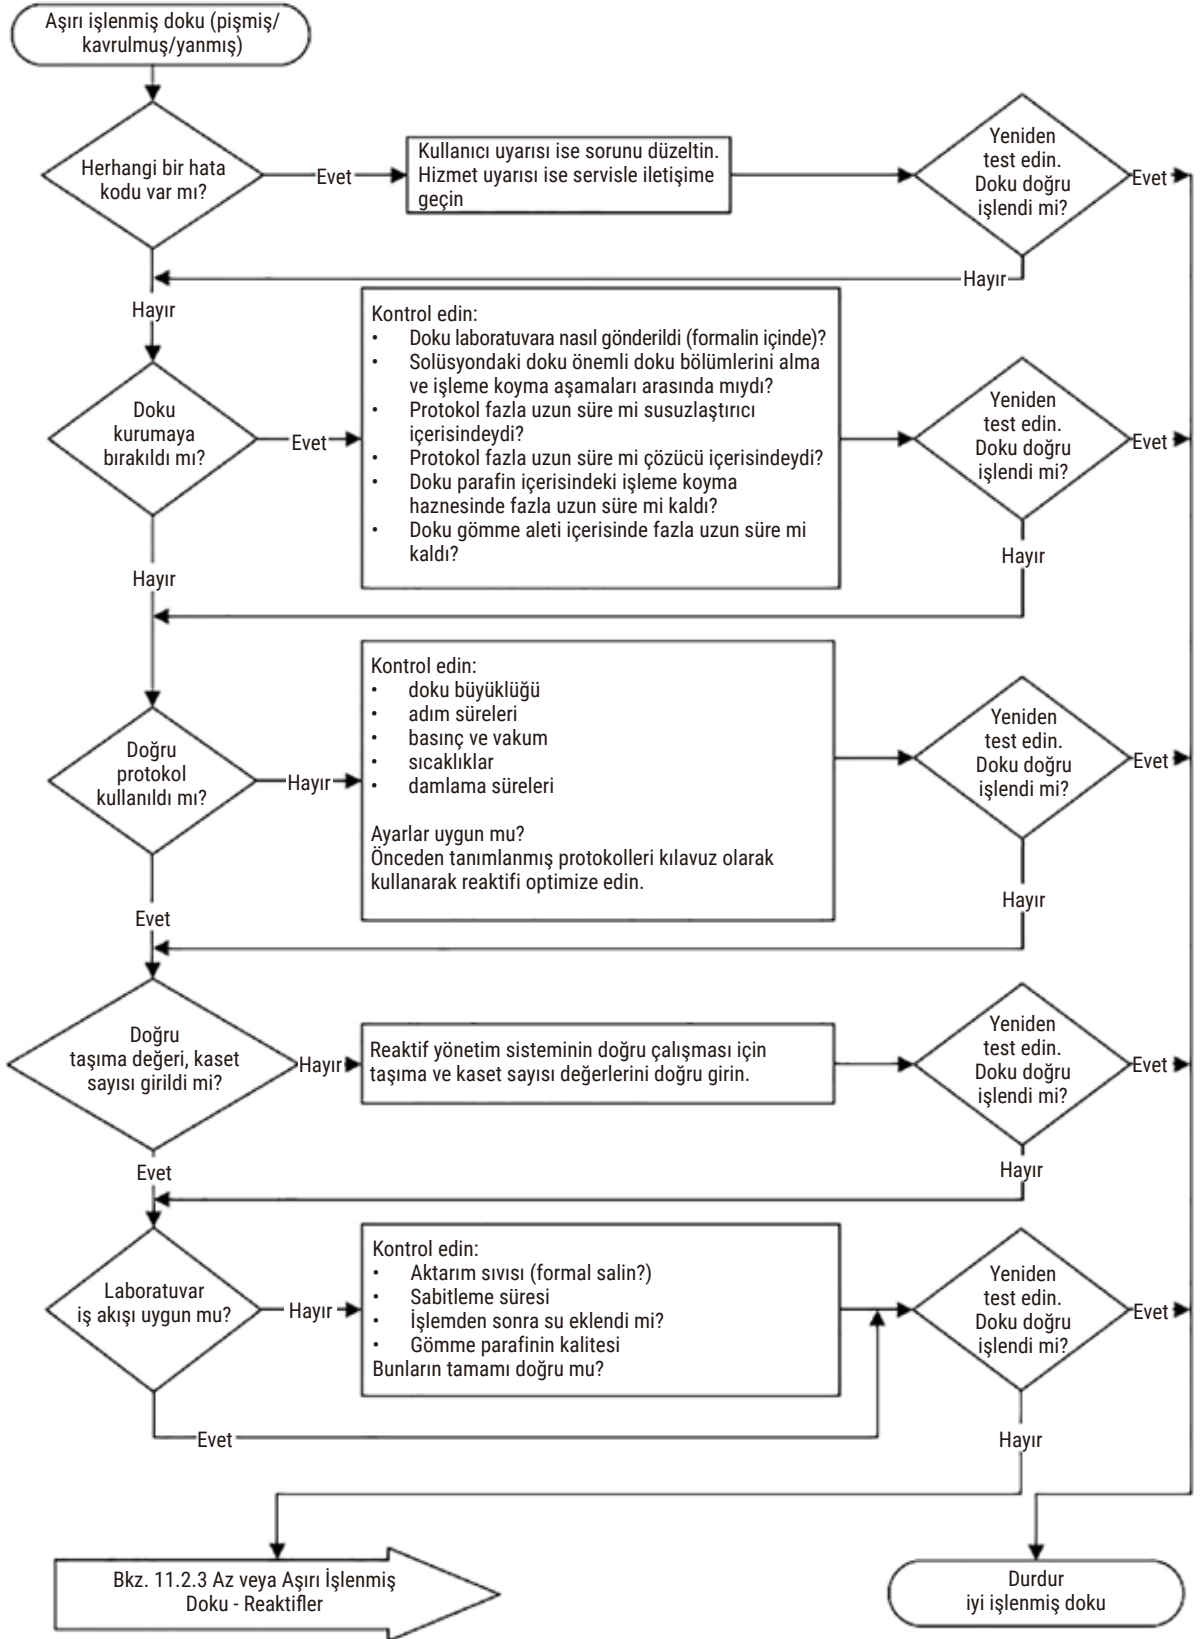 Aşırı işlenmiş doku (pişmiş/
kavrulmuş/yanmış)
Herhangi bir hata
kodu var mı?
Evet
Kullanıcı uyarısı ise sorunu düzeltin.
Hizmet uyarısı ise servisle iletişime
geçin
Yeniden
test edin.
Doku doğru
işlendi mi?
Evet
Hayır
Hayır
Doku
kurumaya
bırakıldı mı?
Evet
Kontrol edin:
• Doku laboratuvara nasıl gönderildi (formalin içinde)?
• Solüsyondaki doku önemli doku bölümlerini alma
ve işleme koyma aşamaları arasında mıydı?
• Protokol fazla uzun süre mi susuzlaştırıcı
içerisindeydi?
• Protokol fazla uzun süre mi çözücü içerisindeydi?
• Doku parafin içerisindeki işleme koyma
haznesinde fazla uzun süre mi kaldı?
• Doku gömme aleti içerisinde fazla uzun süre mi
kaldı?
Yeniden
test edin.
Doku doğru
işlendi mi?
Evet
Hayır
Hayır
Doğru
protokol
kullanıldı mı?
Hayır
Kontrol edin:
• doku büyüklüğü
• adım süreleri
• basınç ve vakum
• sıcaklıklar
• damlama süreleri
Ayarlar uygun mu?
Önceden tanımlanmış protokolleri kılavuz olarak
kullanarak reaktifi optimize edin.
Yeniden
test edin.
Doku doğru
işlendi mi?
Evet
Hayır
Evet
Doğru
taşıma değeri, kaset
sayısı girildi mi?
Hayır
Reaktif yönetim sisteminin doğru çalışması için
taşıma ve kaset sayısı değerlerini doğru girin.
Yeniden
test edin.
Doku doğru
işlendi mi?
Evet
Hayır
Evet
Laboratuvar
iş akışı uygun mu?
Hayır
Kontrol edin:
• Aktarım sıvısı (formal salin?)
• Sabitleme süresi
• İşlemden sonra su eklendi mi?
• Gömme parafinin kalitesi
Bunların tamamı doğru mu?
Yeniden
test edin.
Doku doğru
işlendi mi?
Evet
Evet
Hayır
Bkz. 11.2.3 Az veya Aşırı İşlenmiş
Doku - Reaktifler
Durdur
iyi işlenmiş doku